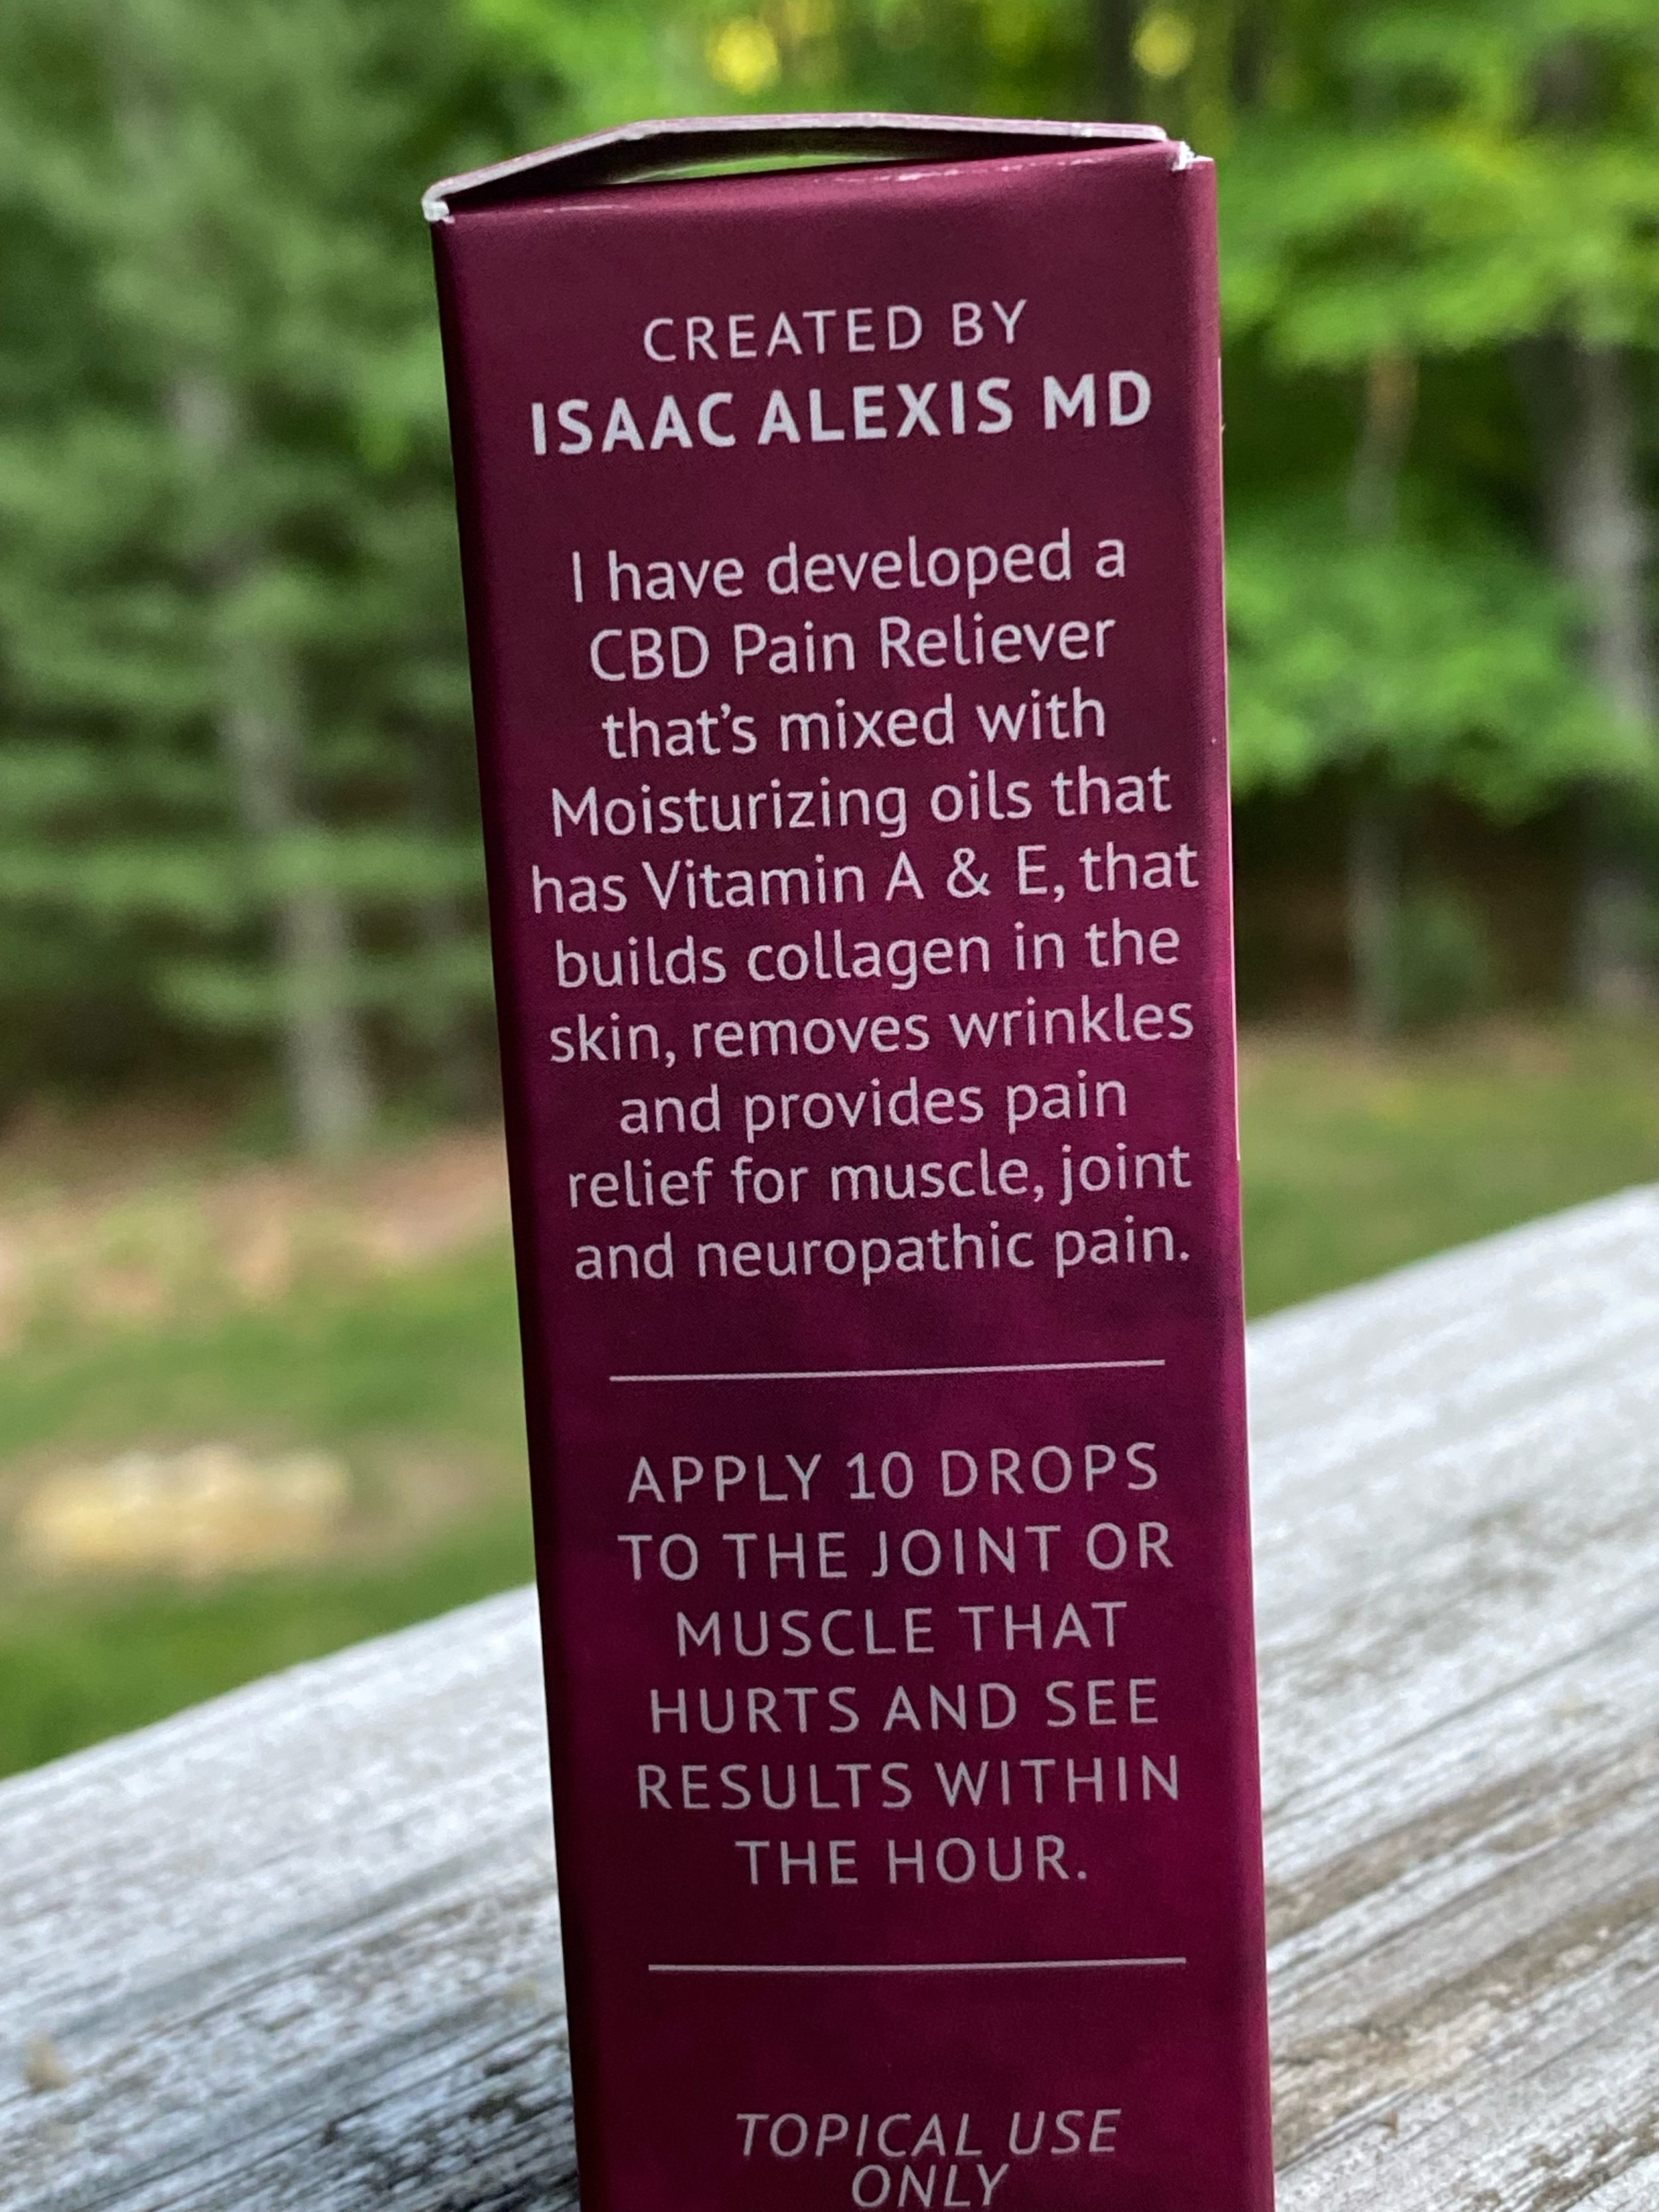 CREATED BY
ISAAC ALEXIS MD
I have developed a
CBD Pain Reliever
that's mixed with
Moisturizing oils that
has Vitamin A & E, that
builds collagen in the
skin, removes wrinkles
and provides pain
relief for muscle, joint
and neuropathic pain.
APPLY 10 DROPS
TO THE JOINT OR
MUSCLE THAT
HURTS AND SEE
RESULTS WITHIN
THE HOUR.
TOPICAL USE
ONLY